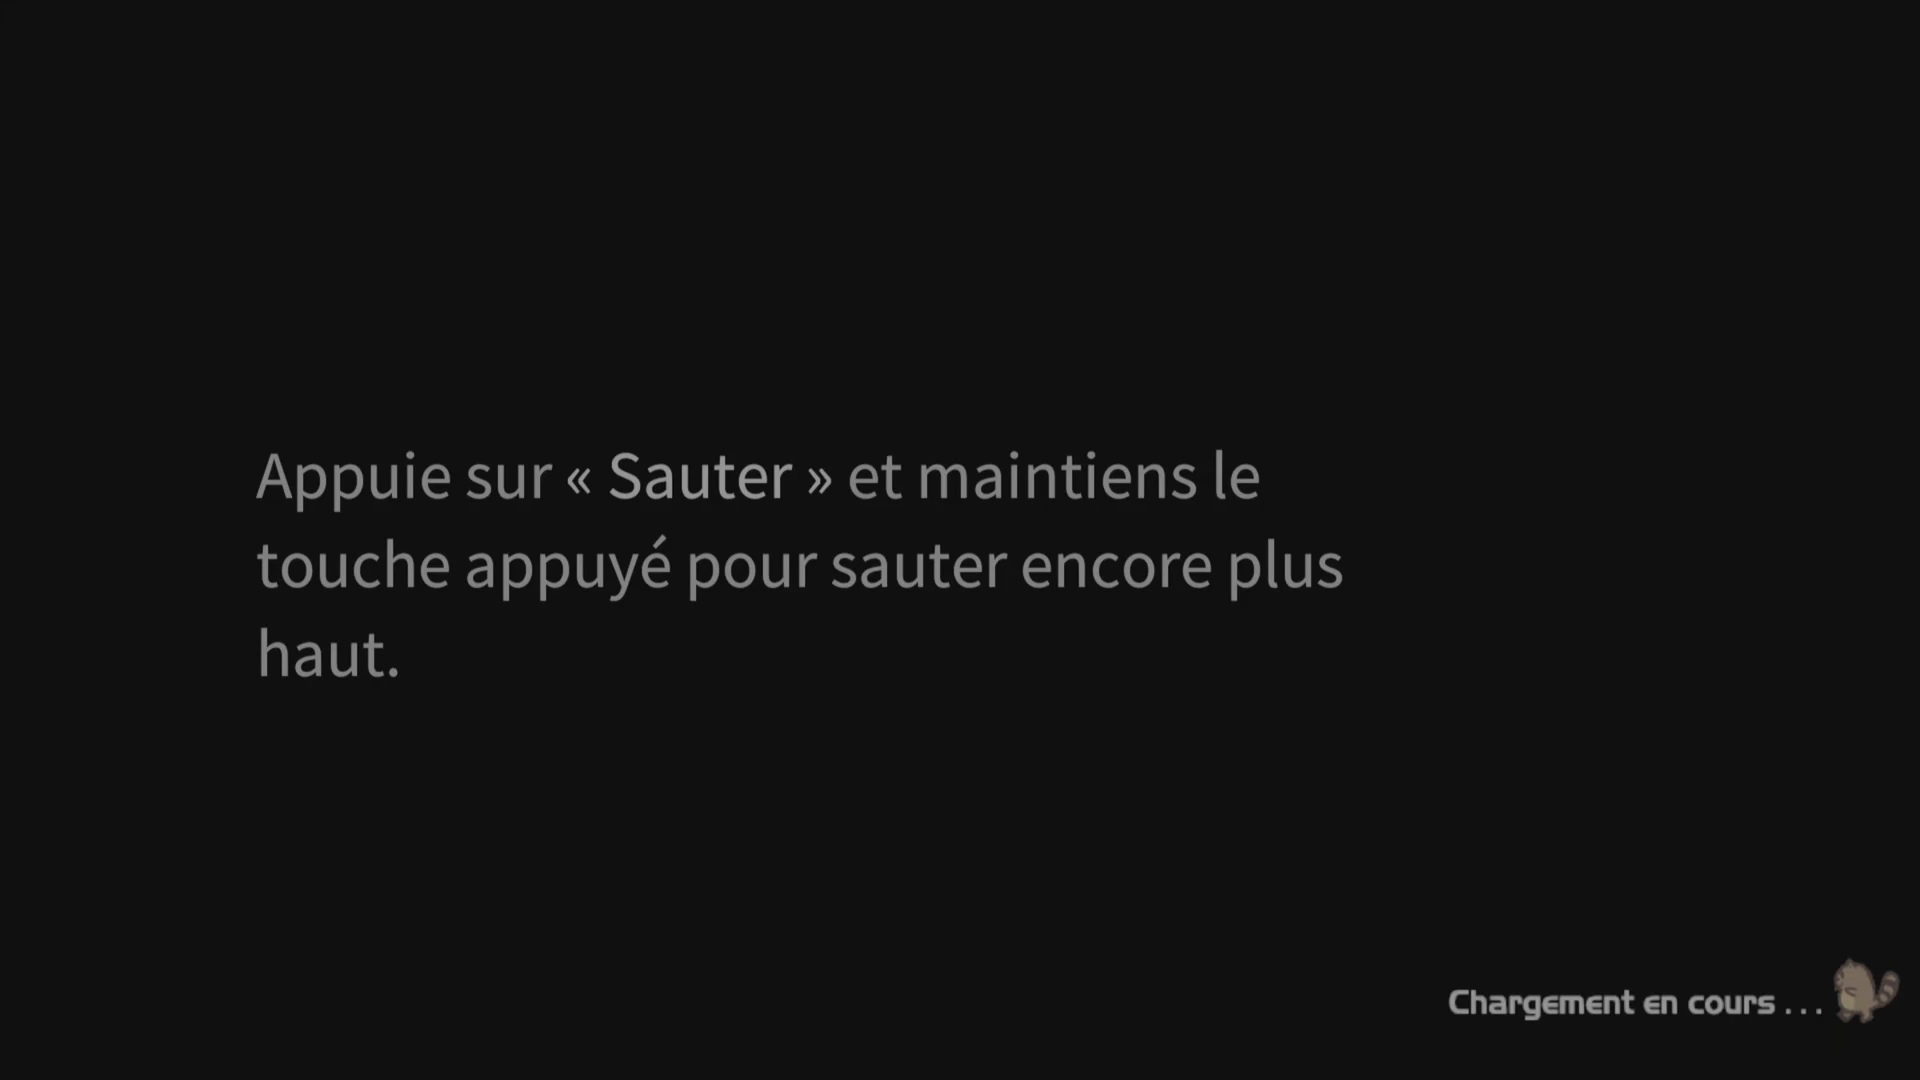 Appuie sur « Sauter » et maintiens le
touche appuyé pour sauter encore plus
haut.
Chargement en cours ...